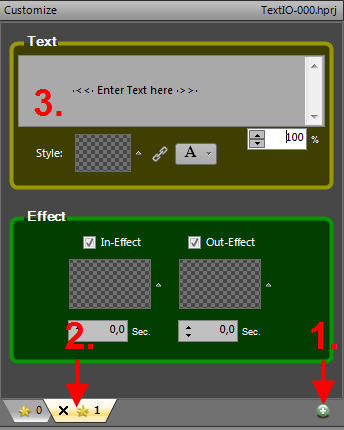 Customize TextIO-000.hprj
Text
·<<· Enter Text here ·>>·
3.
Style: A 100 %
Effect
In-Effect Out-Effect
0,0 Sec. 0,0 Sec.
2. 1.
0 1